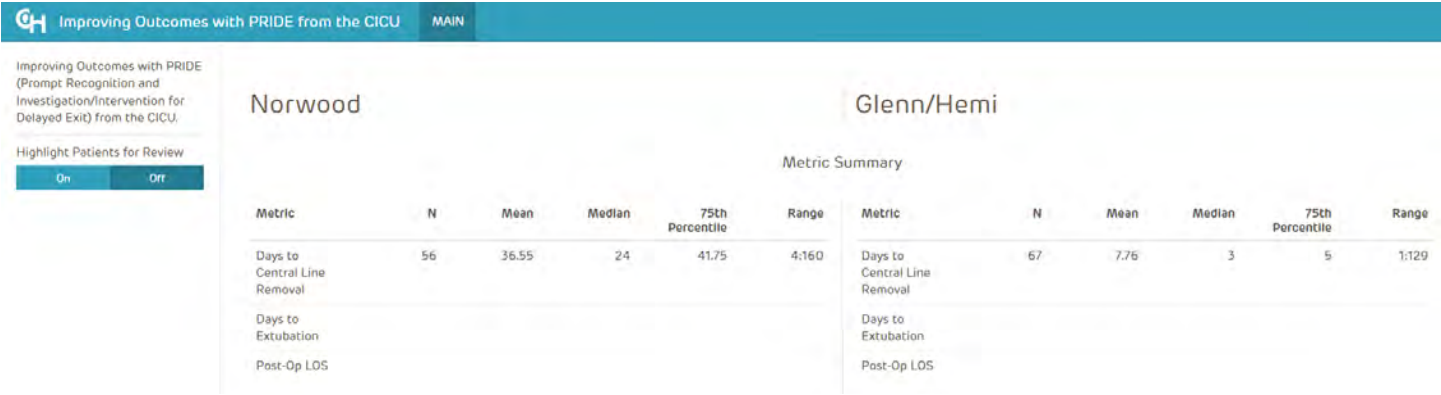 CH Improving Outcomes with PRIDE from the CICU MAIN
Improving Outcomes with PRIDE
(Prompt Recognition and
Investigation/Intervention for
Delayed Exit) from the CICU.
Highlight Patients for Review
On Off
Norwood Glenn/Hemi
Metric Summary
Metric N Mean Median 75th Percentile Range
Days to Central Line Removal 56 36.55 24 41.75 4:160
Days to Extubation
Post-Op LOS
Metric N Mean Median 75th Percentile Range
Days to Central Line Removal 67 7.76 3 5 1:129
Days to Extubation
Post-Op LOS